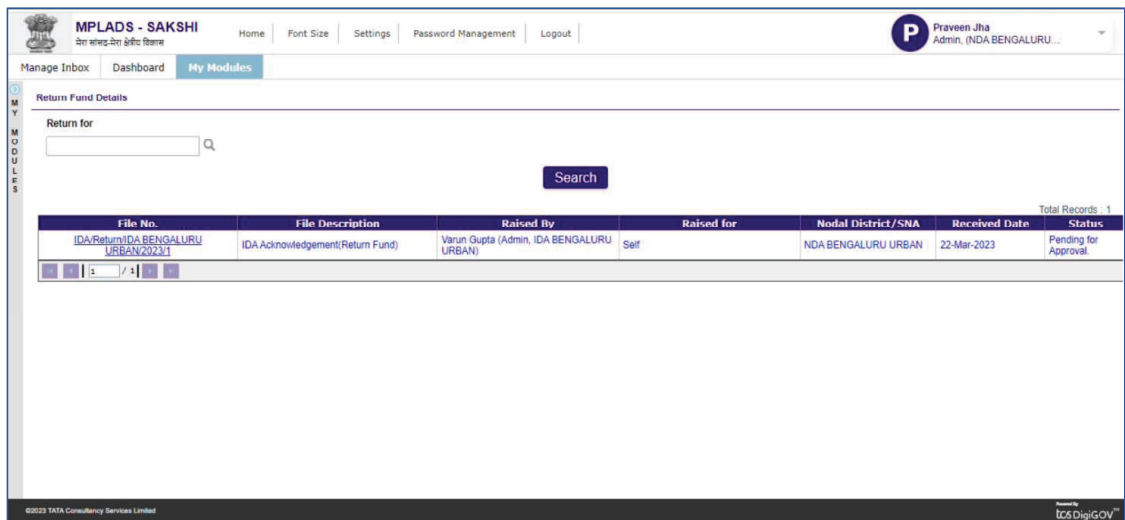 MPLADS - SAKSHI
मेरा सांसद-मेरा क्षेत्रीय विकास
Home
Font Size
Settings
Password Management
Logout
P
Praveen Jha
Admin, (NDA BENGALURU...
Manage Inbox
Dashboard
My Modules
MY MODULES
Return Fund Details
Return for
Search
Total Records : 1
File No.
File Description
Raised By
Raised for
Nodal District/SNA
Received Date
Status
IDA/Return/IDA BENGALURU
URBAN/2023/1
IDA Acknowledgement(Return Fund)
Varun Gupta (Admin, IDA BENGALURU
URBAN)
Self
NDA BENGALURU URBAN
22-Mar-2023
Pending for
Approval.
1 / 1
©2023 TATA Consultancy Services Limited
Powered By
tcs DigiGOV™